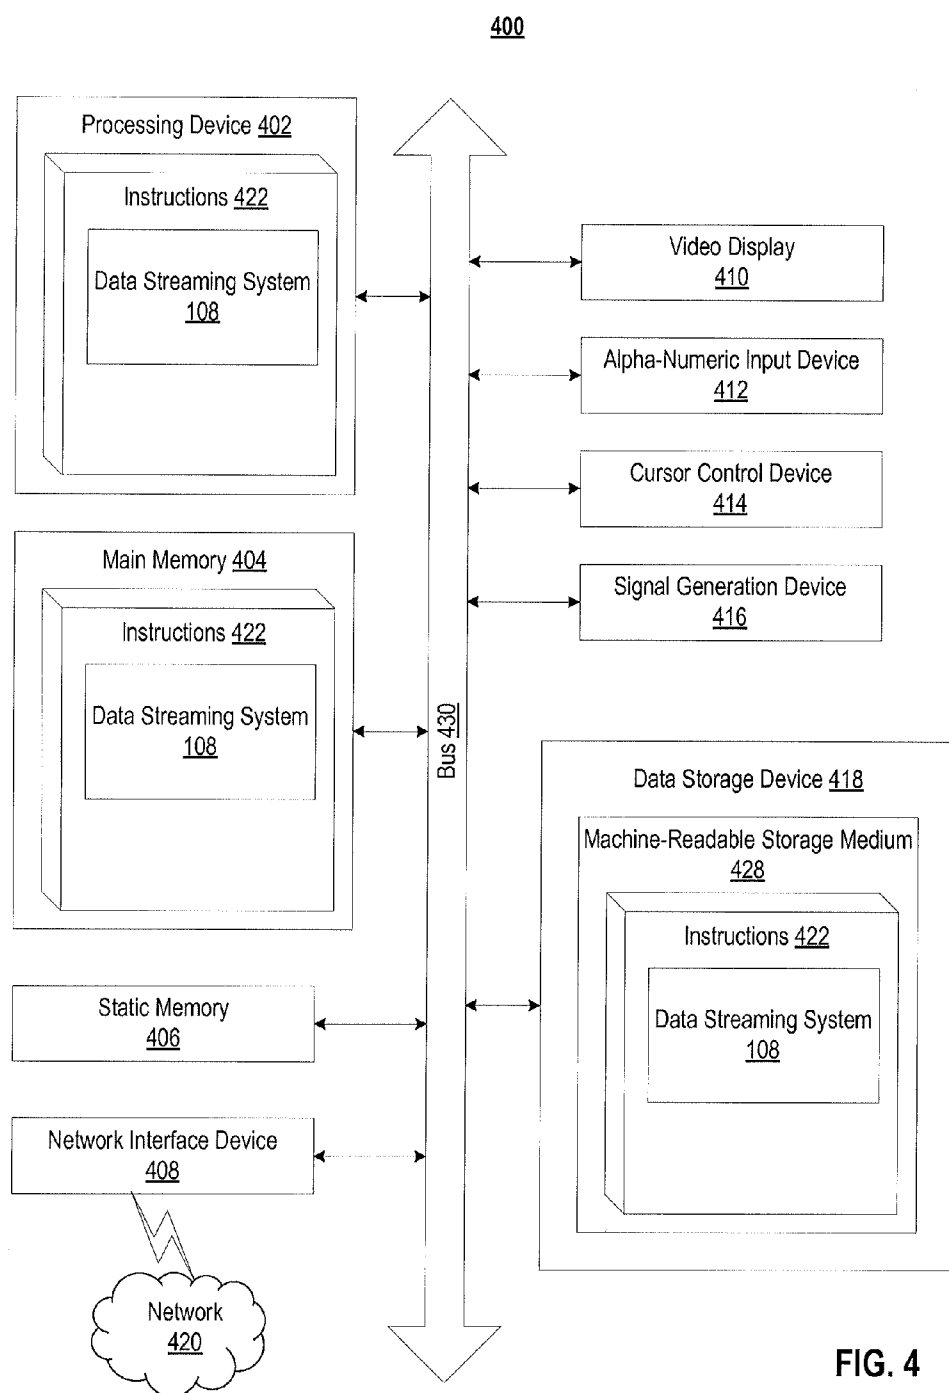 400
Processing Device 402
Instructions 422
Data Streaming System
108
Main Memory 404
Instructions 422
Data Streaming System
108
Static Memory
406
Network Interface Device
408
Network
420
Bus 430
Video Display
410
Alpha-Numeric Input Device
412
Cursor Control Device
414
Signal Generation Device
416
Data Storage Device 418
Machine-Readable Storage Medium
428
Instructions 422
Data Streaming System
108
FIG. 4